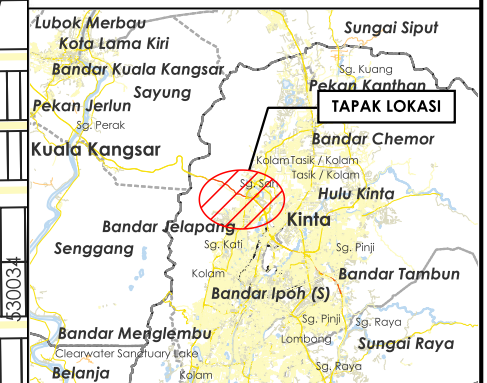 Lubok Merbau
Sungai Siput
Kota Lama Kiri
Bandar Kuala Kangsar
Sg. Kuang
Sayung
Pekan Kanthan
Pekan Jerlun
TAPAK LOKASI
Sg. Perak
Bandar Chemor
Kuala Kangsar
Kolam
Tasik / Kolam
Tasik / Kolam
Sg. Sari
Hulu Kinta
Bandar Jelapang
Kinta
Senggang
Sg. Kati
Sg. Pinji
Kolam
Bandar Tambun
530034
Bandar Ipoh (S)
Sg. Pinji
Sg. Raya
Bandar Menglembu
Lombong
Sungai Raya
Clearwater Sanctuary Lake
Belanja
Kolam
Sg. Raya